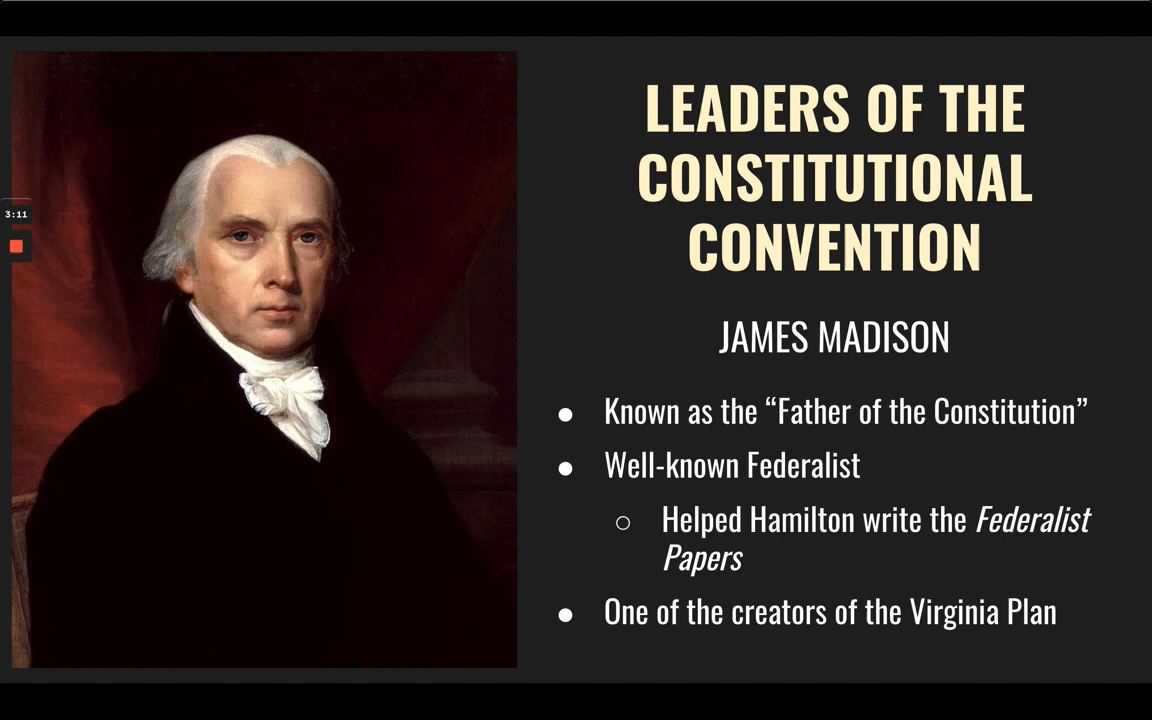 LEADERS OF THE
CONSTITUTIONAL
CONVENTION
JAMES MADISON
3:11
● Known as the “Father of the Constitution”
● Well-known Federalist
○ Helped Hamilton write the Federalist
Papers
● One of the creators of the Virginia Plan